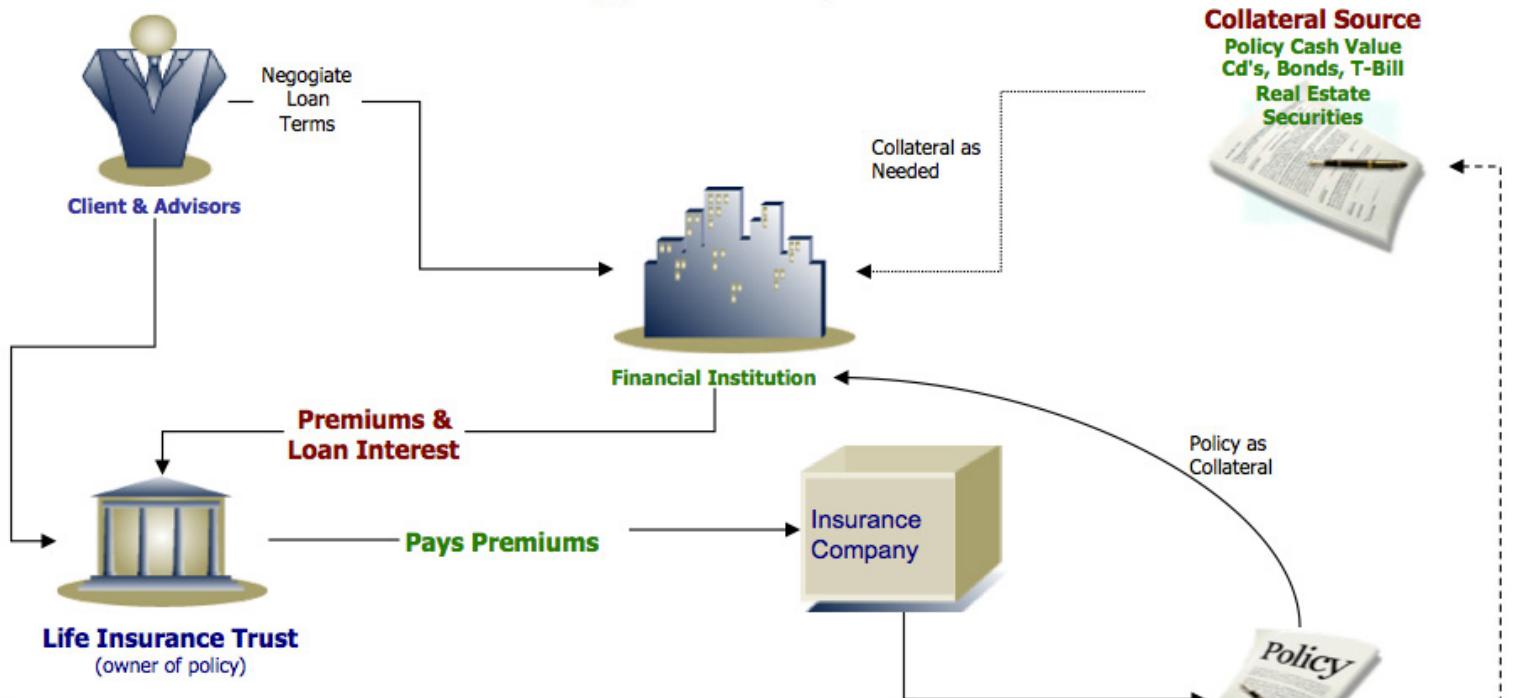 Collateral Source
Policy Cash Value
Cd's, Bonds, T-Bill
Real Estate
Securities
Negogiate
Loan
Terms
Collateral as
Needed
Client & Advisors
Financial Institution
Premiums &
Loan Interest
Policy as
Collateral
Insurance
Company
Pays Premiums
Life Insurance Trust
(owner of policy)
Policy